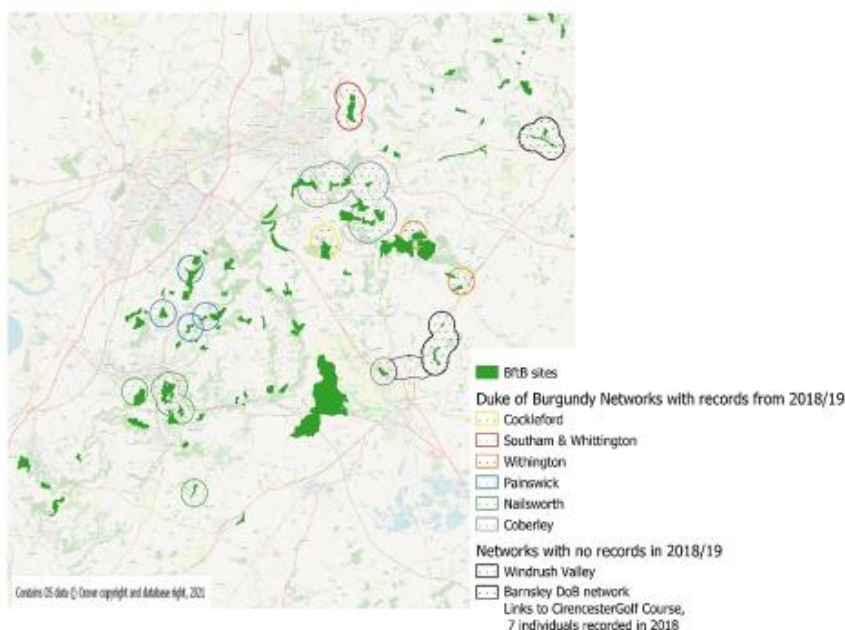 BftB sites
Duke of Burgundy Networks with records from 2018/19
Cockleford
Southam & Whittington
Withington
Painswick
Nailsworth
Coberley
Networks with no records in 2018/19
Windrush Valley
Barnsley DoB network
Links to CirencesterGolf Course,
7 individuals recorded in 2018
Contains OS data © Crown copyright and database right, 2021